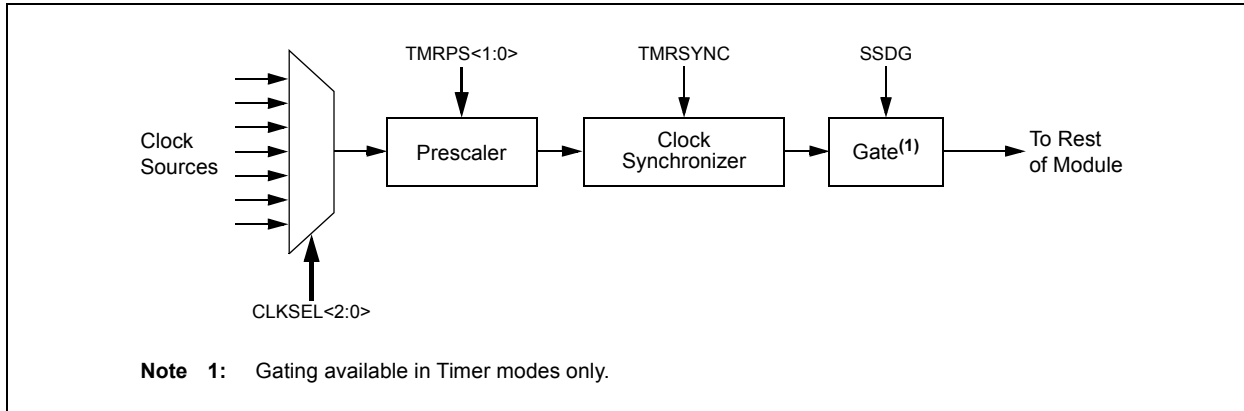 TMRPS<1:0>
TMRSYNC
SSDG
Clock
Sources
Prescaler
Clock
Synchronizer
Gate(1)
To Rest
of Module
CLKSEL<2:0>
Note 1: Gating available in Timer modes only.